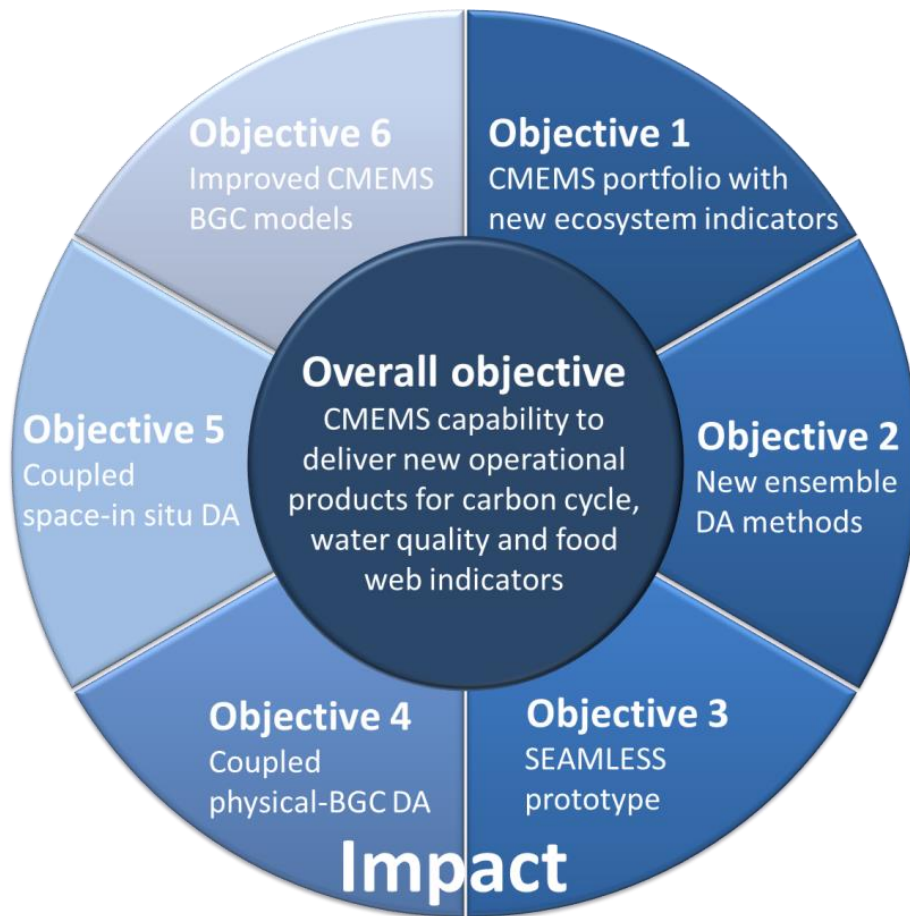 Objective 6
Improved CMEMS
BGC models
Objective 1
CMEMS portfolio with
new ecosystem indicators
Overall objective
CMEMS capability to
deliver new operational
products for carbon cycle,
water quality and food
web indicators
Objective 5
Coupled
space-in situ DA
Objective 2
New ensemble
DA methods
Objective 4
Coupled
physical-BGC DA
Objective 3
SEAMLESS
prototype
Impact